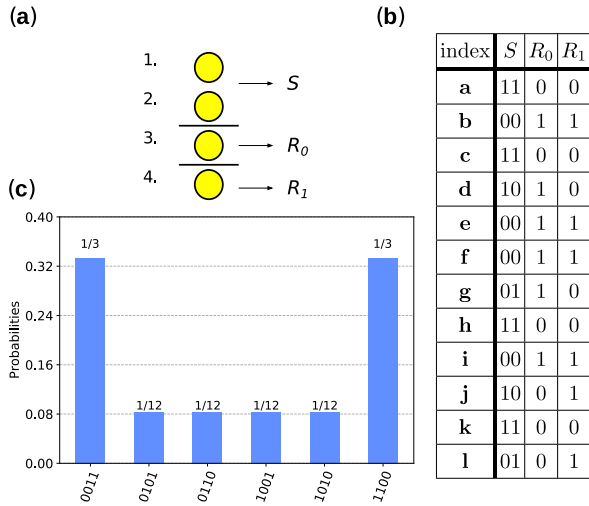 (a)
1.
2.
3.
4.
S
R0
R1
(b)
index S R0 R1
a 11 0 0
b 00 1 1
c 11 0 0
d 10 1 0
e 00 1 1
f 00 1 1
g 01 1 0
h 11 0 0
i 00 1 1
j 10 0 1
k 11 0 0
l 01 0 1
(c)
Probabilities
0.40
0.32
0.24
0.16
0.08
0.00
1/3 1/12 1/12 1/12 1/12 1/3
0011 0101 0110 1001 1010 1100